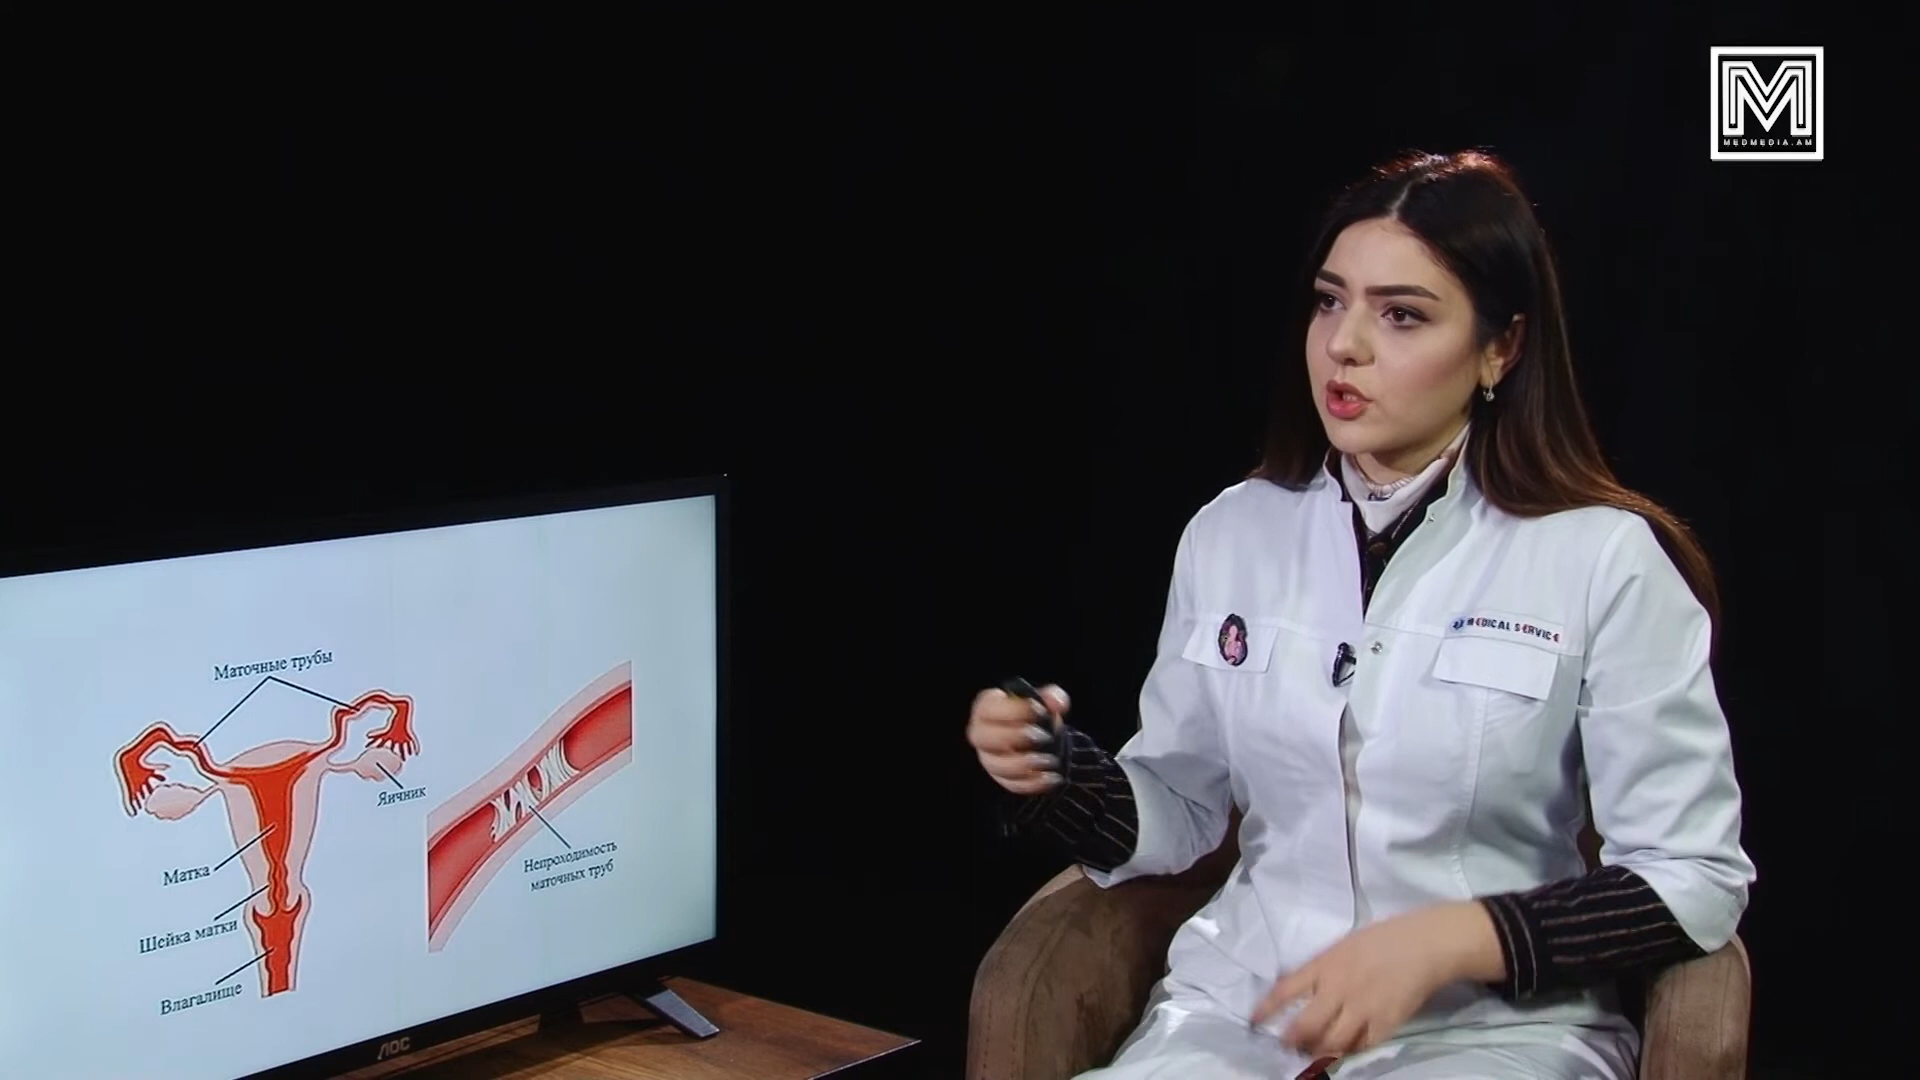 M
MEDMEDIA.AM
MEDICAL SERVICE
Маточные трубы
Яичник
Матка
Шейка матки
Влагалище
Непроходимость
маточных труб
AOC